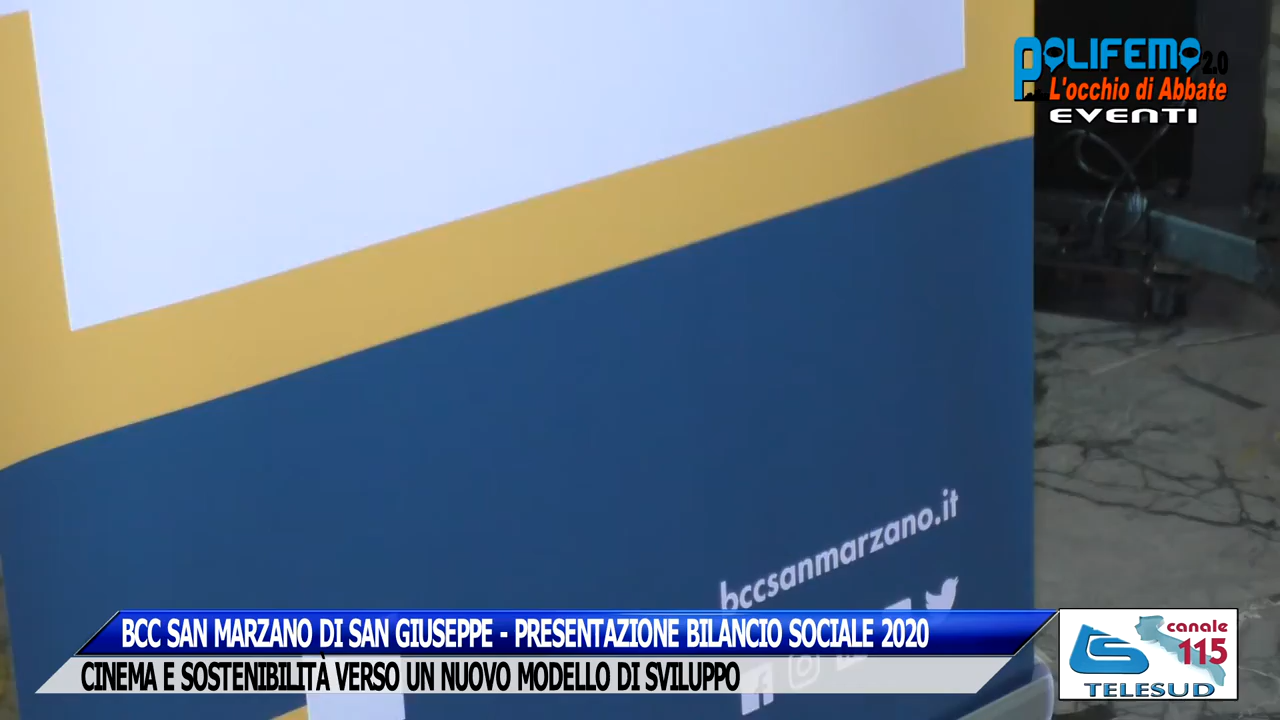 POLIFEMO 2.0
L'occhio di Abbate
EVENTI
bccsanmarzano.it
BCC SAN MARZANO DI SAN GIUSEPPE - PRESENTAZIONE BILANCIO SOCIALE 2020
CINEMA E SOSTENIBILITÀ VERSO UN NUOVO MODELLO DI SVILUPPO
canale
115
TELESUD